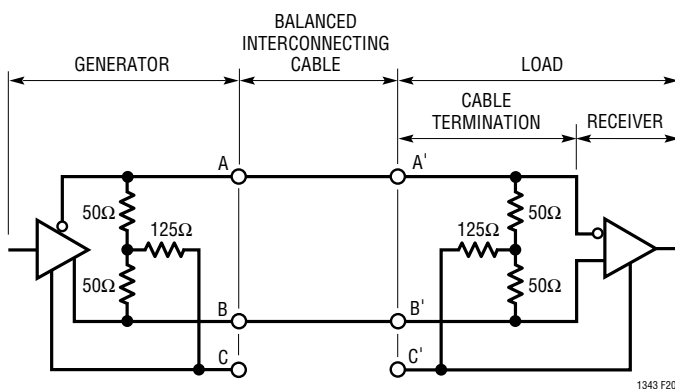 BALANCED
INTERCONNECTING
CABLE
GENERATOR
LOAD
CABLE
TERMINATION
RECEIVER
A
A'
50Ω
125Ω
50Ω
50Ω
125Ω
50Ω
B
B'
C
C'
1343 F20